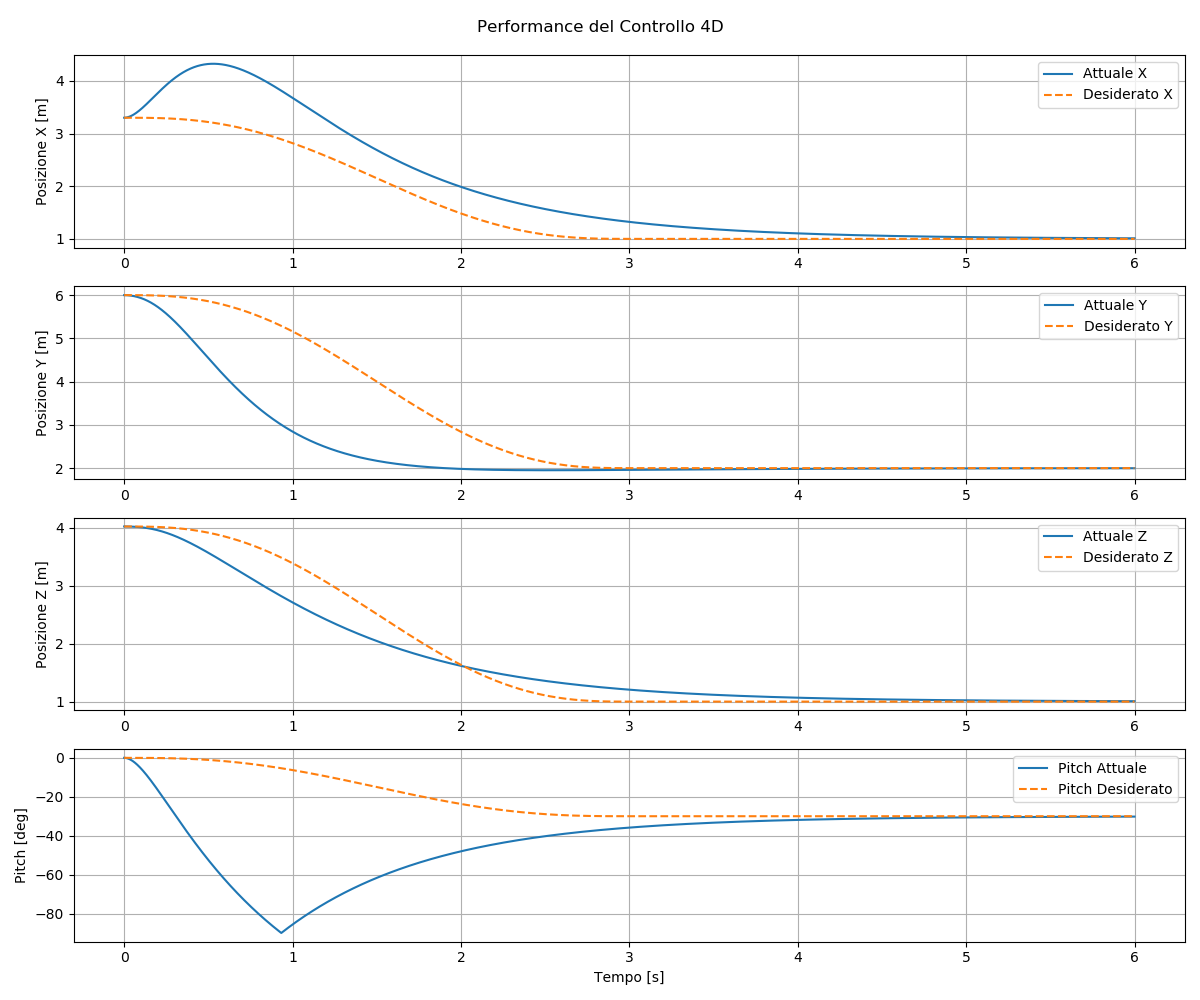 Performance del Controllo 4D
Posizione X [m]
4
3
2
1
Attuale X
Desiderato X
0 1 2 3 4 5 6
Posizione Y [m]
6
5
4
3
2
Attuale Y
Desiderato Y
0 1 2 3 4 5 6
Posizione Z [m]
4
3
2
1
Attuale Z
Desiderato Z
0 1 2 3 4 5 6
Pitch [deg]
0
−20
−40
−60
−80
Pitch Attuale
Pitch Desiderato
0 1 2 3 4 5 6
Tempo [s]